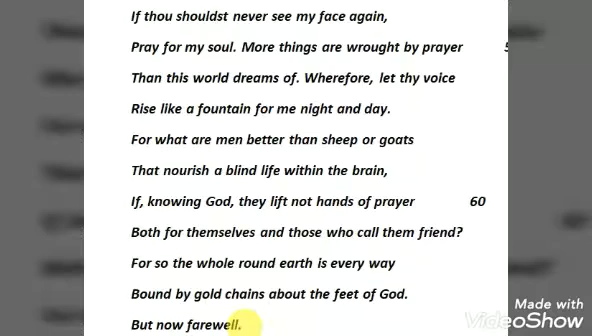 If thou shouldst never see my face again,
Pray for my soul. More things are wrought by prayer
Than this world dreams of. Wherefore, let thy voice
Rise like a fountain for me night and day.
For what are men better than sheep or goats
That nourish a blind life within the brain,
If, knowing God, they lift not hands of prayer 60
Both for themselves and those who call them friend?
For so the whole round earth is every way
Bound by gold chains about the feet of God.
But now farewell.
Made with
VideoShow